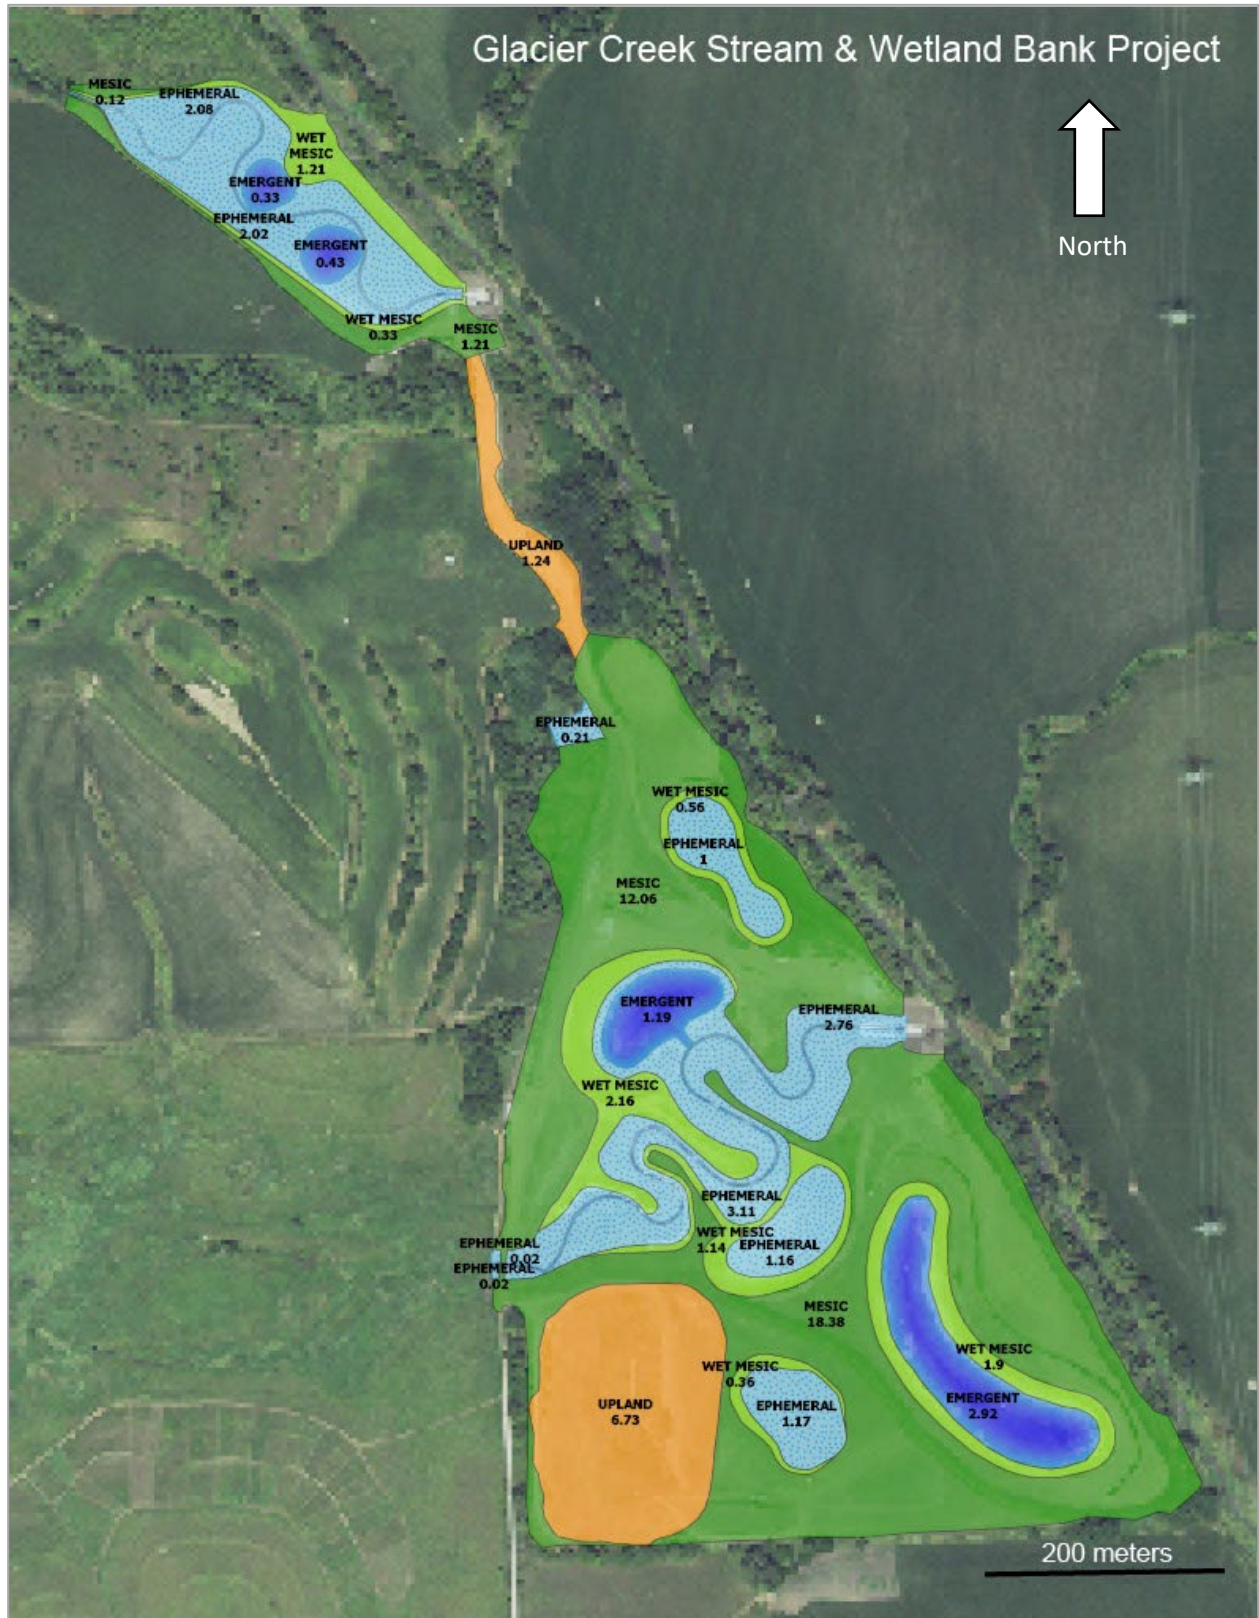 Glacier Creek Stream & Wetland Bank Project
North
MESIC
0.12
EPHEMERAL
2.08
WET
MESIC
1.21
EMERGENT
0.33
EPHEMERAL
2.02
EMERGENT
0.43
WET MESIC
0.33
MESIC
1.21
UPLAND
1.24
EPHEMERAL
0.21
WET MESIC
0.56
EPHEMERAL
1
MESIC
12.06
EMERGENT
1.19
EPHEMERAL
2.76
WET MESIC
2.16
EPHEMERAL
3.11
WET MESIC
1.14
EPHEMERAL
1.16
EPHEMERAL
0.02
EPHEMERAL
0.02
MESIC
18.38
WET MESIC
1.9
WET MESIC
0.36
EMERGENT
2.92
UPLAND
6.73
EPHEMERAL
1.17
200 meters